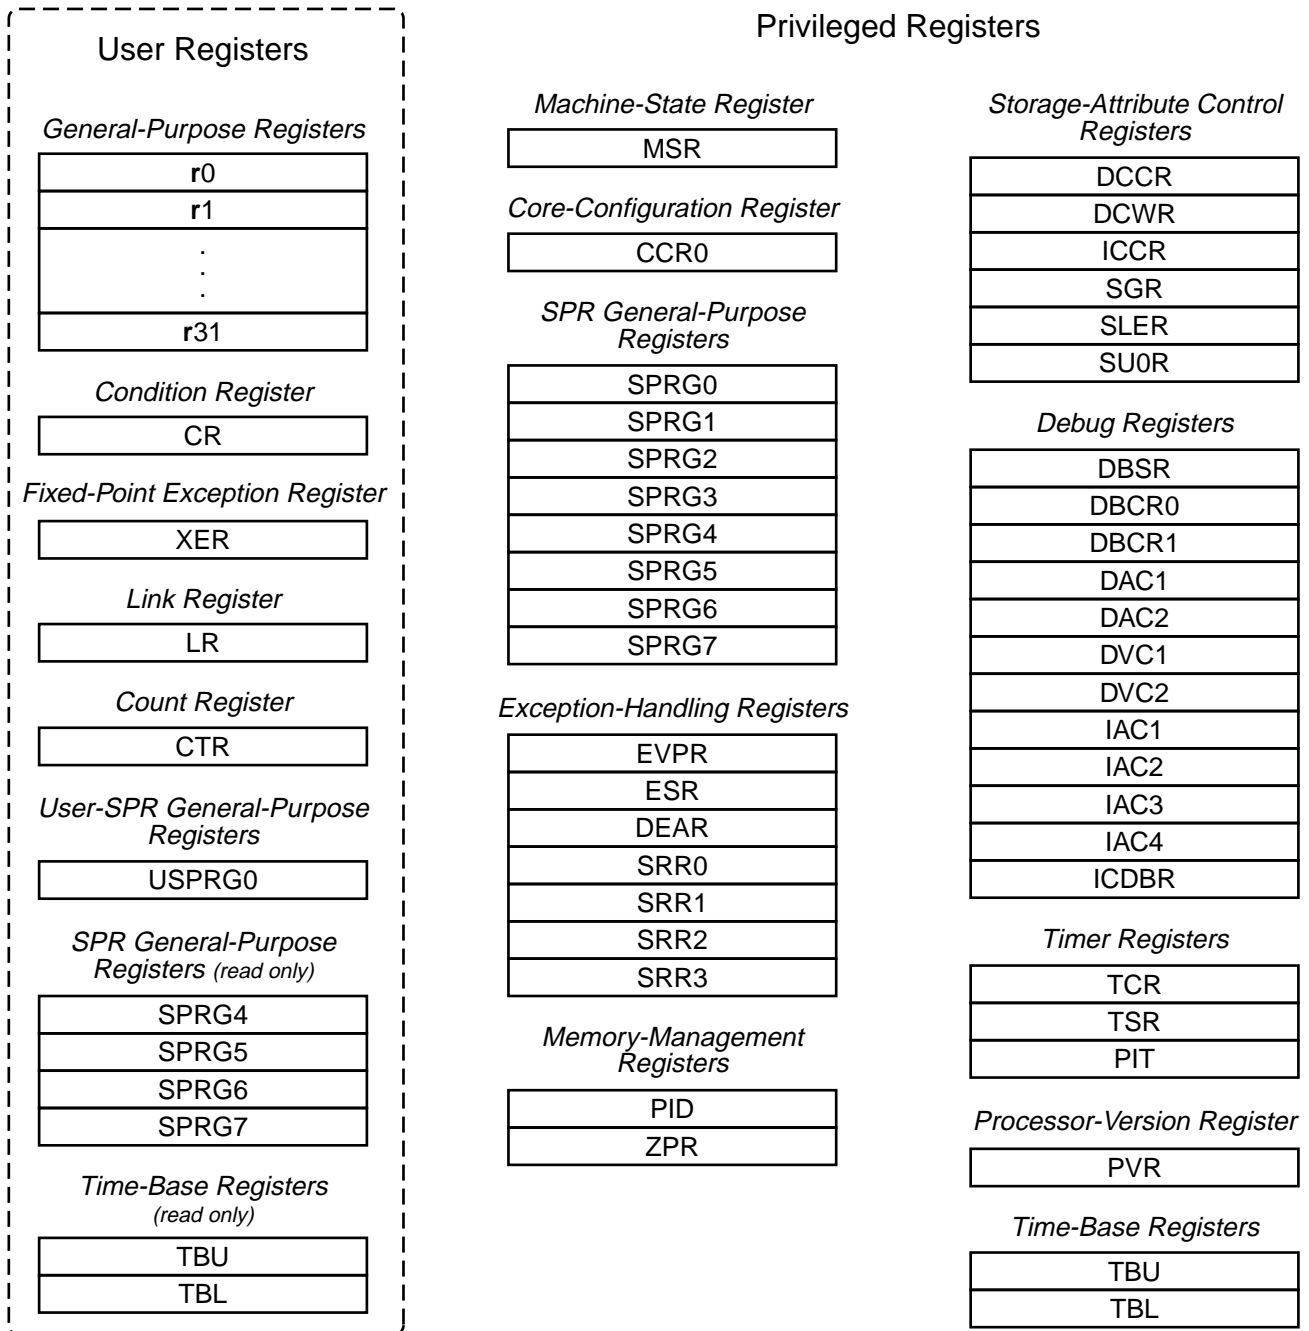 User Registers
General-Purpose Registers
r0
r1
.
.
.
r31
Condition Register
CR
Fixed-Point Exception Register
XER
Link Register
LR
Count Register
CTR
User-SPR General-Purpose
Registers
USPRG0
SPR General-Purpose
Registers (read only)
SPRG4
SPRG5
SPRG6
SPRG7
Time-Base Registers
(read only)
TBU
TBL
Privileged Registers
Machine-State Register
MSR
Core-Configuration Register
CCR0
SPR General-Purpose
Registers
SPRG0
SPRG1
SPRG2
SPRG3
SPRG4
SPRG5
SPRG6
SPRG7
Exception-Handling Registers
EVPR
ESR
DEAR
SRR0
SRR1
SRR2
SRR3
Memory-Management
Registers
PID
ZPR
Storage-Attribute Control
Registers
DCCR
DCWR
ICCR
SGR
SLER
SU0R
Debug Registers
DBSR
DBCR0
DBCR1
DAC1
DAC2
DVC1
DVC2
IAC1
IAC2
IAC3
IAC4
ICDBR
Timer Registers
TCR
TSR
PIT
Processor-Version Register
PVR
Time-Base Registers
TBU
TBL